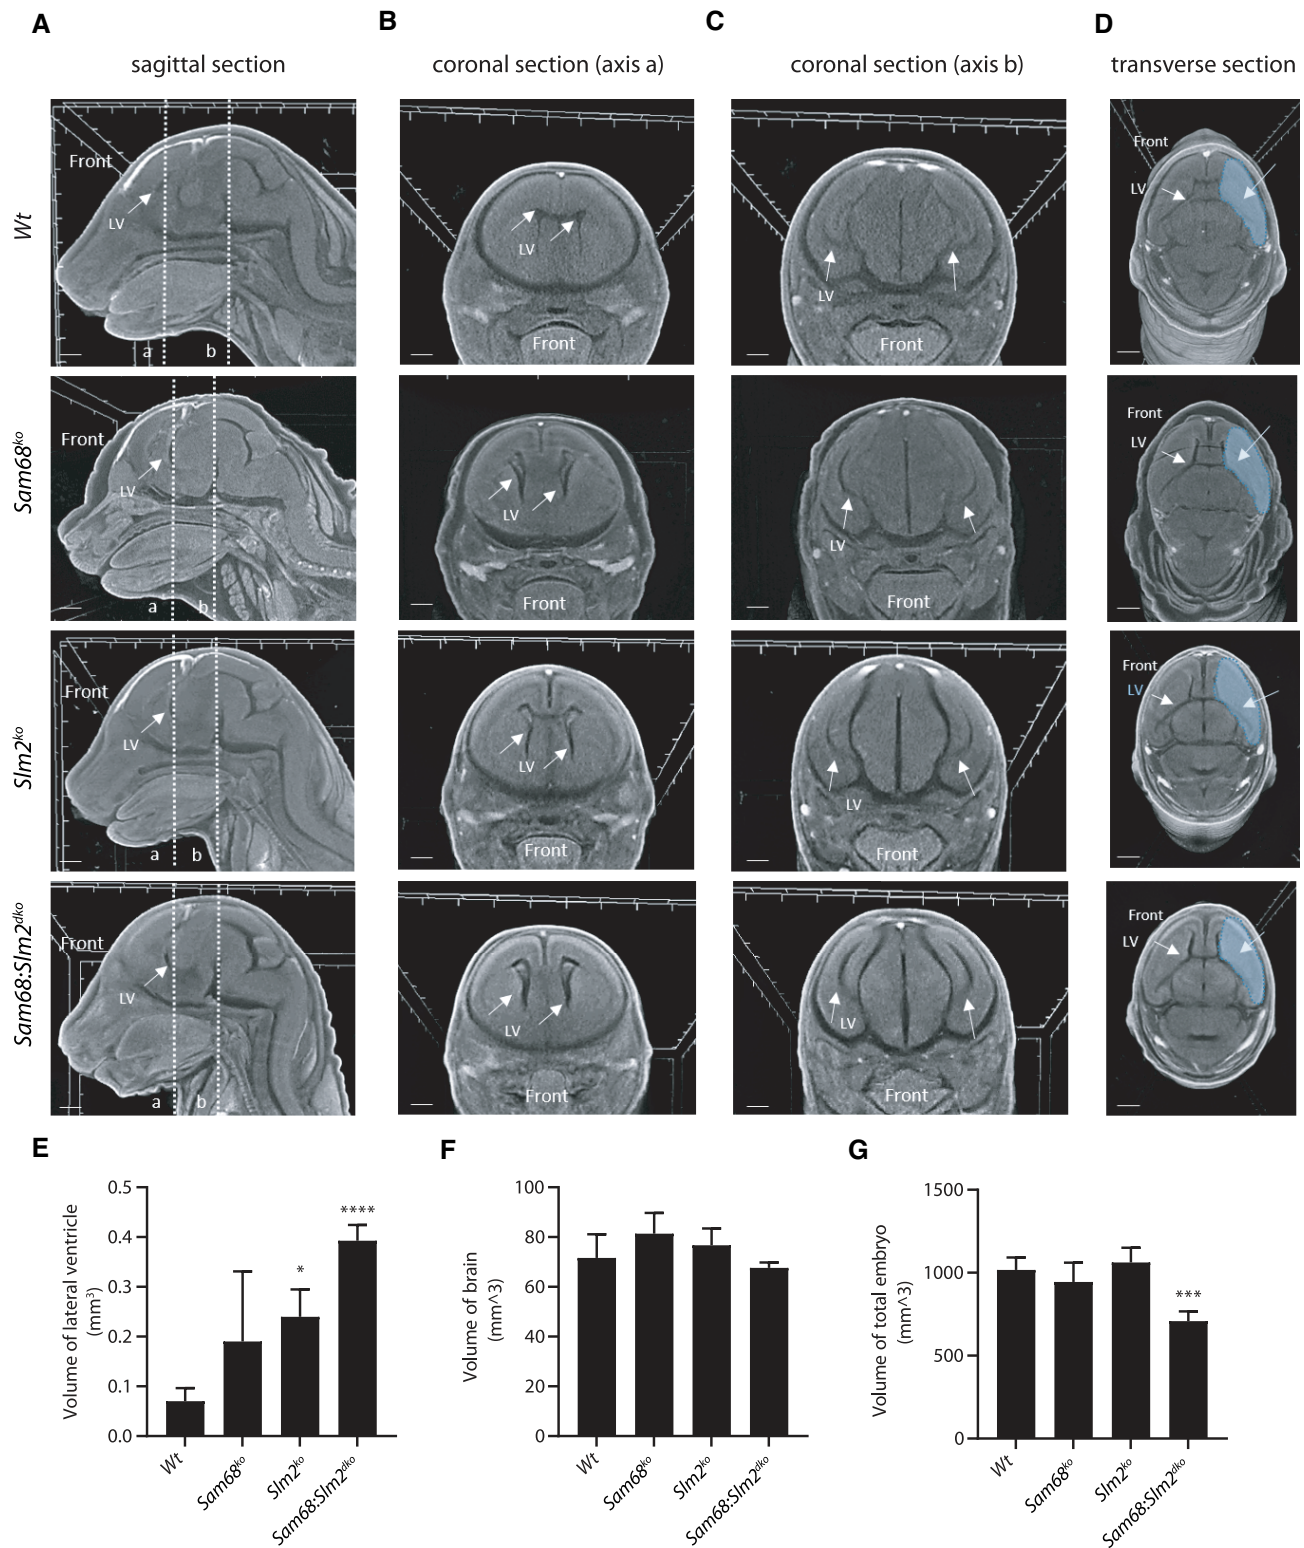 A
B
C
D
sagittal section
coronal section (axis a)
coronal section (axis b)
transverse section
Wt
Front
LV
a
b
LV
Front
LV
Front
Front
LV
Sam68ko
Front
LV
a
b
LV
Front
LV
Front
Front
LV
Slm2ko
Front
LV
a
b
LV
Front
LV
Front
Front
LV
Sam68:Slm2dko
Front
LV
a
b
LV
Front
LV
Front
Front
LV
E
Volume of lateral ventricle
(mm3)
0.5
0.4
0.3
0.2
0.1
0.0
*
****
Wt
Sam68ko
Slm2ko
Sam68:Slm2dko
F
Volume of brain
(mm^3)
100
80
60
40
20
0
Wt
Sam68ko
Slm2ko
Sam68:Slm2dko
G
Volume of total embryo
(mm^3)
1500
1000
500
0
***
Wt
Sam68ko
Slm2ko
Sam68:Slm2dko